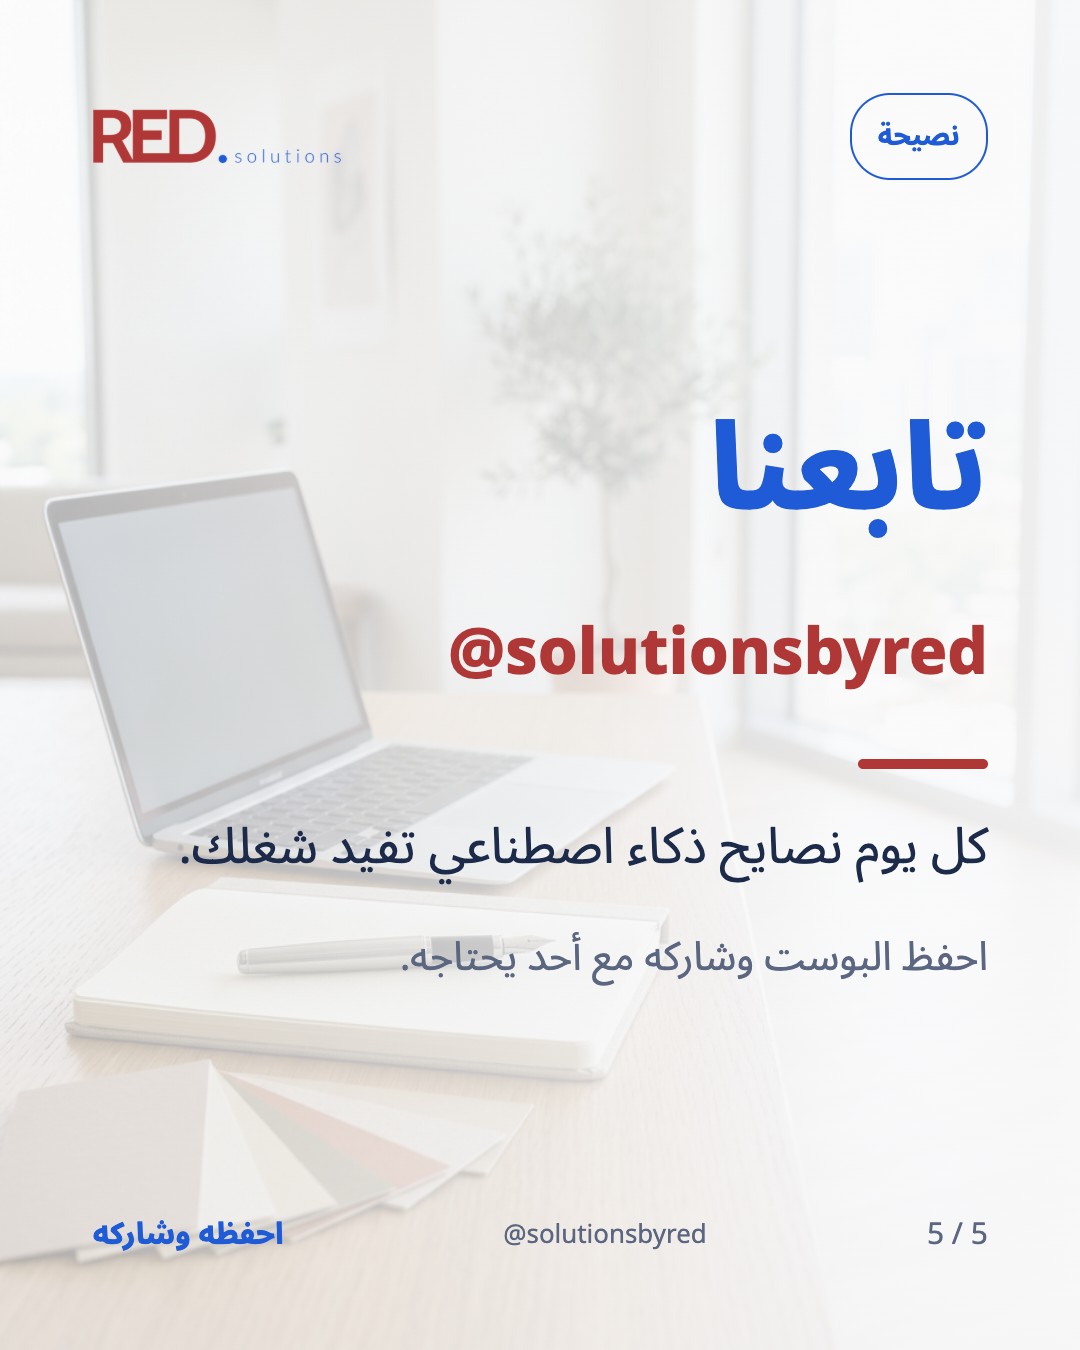 RED.solutions
نصيحة
تابعنا
@solutionsbyred
كل يوم نصايح ذكاء اصطناعي تفيد شغلك.
احفظ البوست وشاركه مع أحد يحتاجه.
احفظه وشاركه
@solutionsbyred
5 / 5